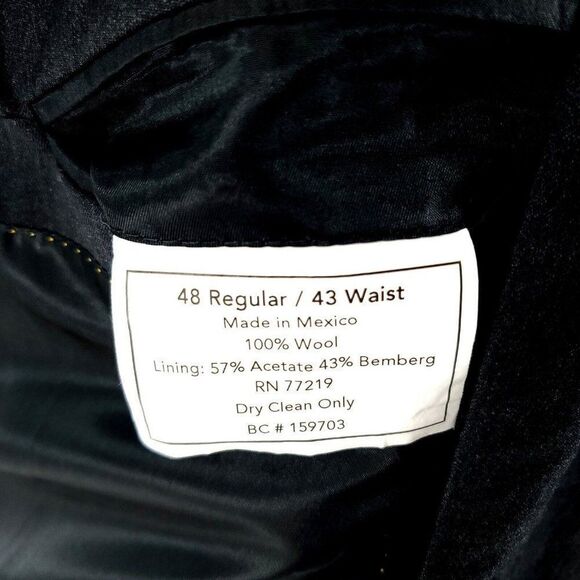 48 Regular / 43 Waist
Made in Mexico
100% Wool
Lining: 57% Acetate 43% Bemberg
RN 77219
Dry Clean Only
BC # 159703